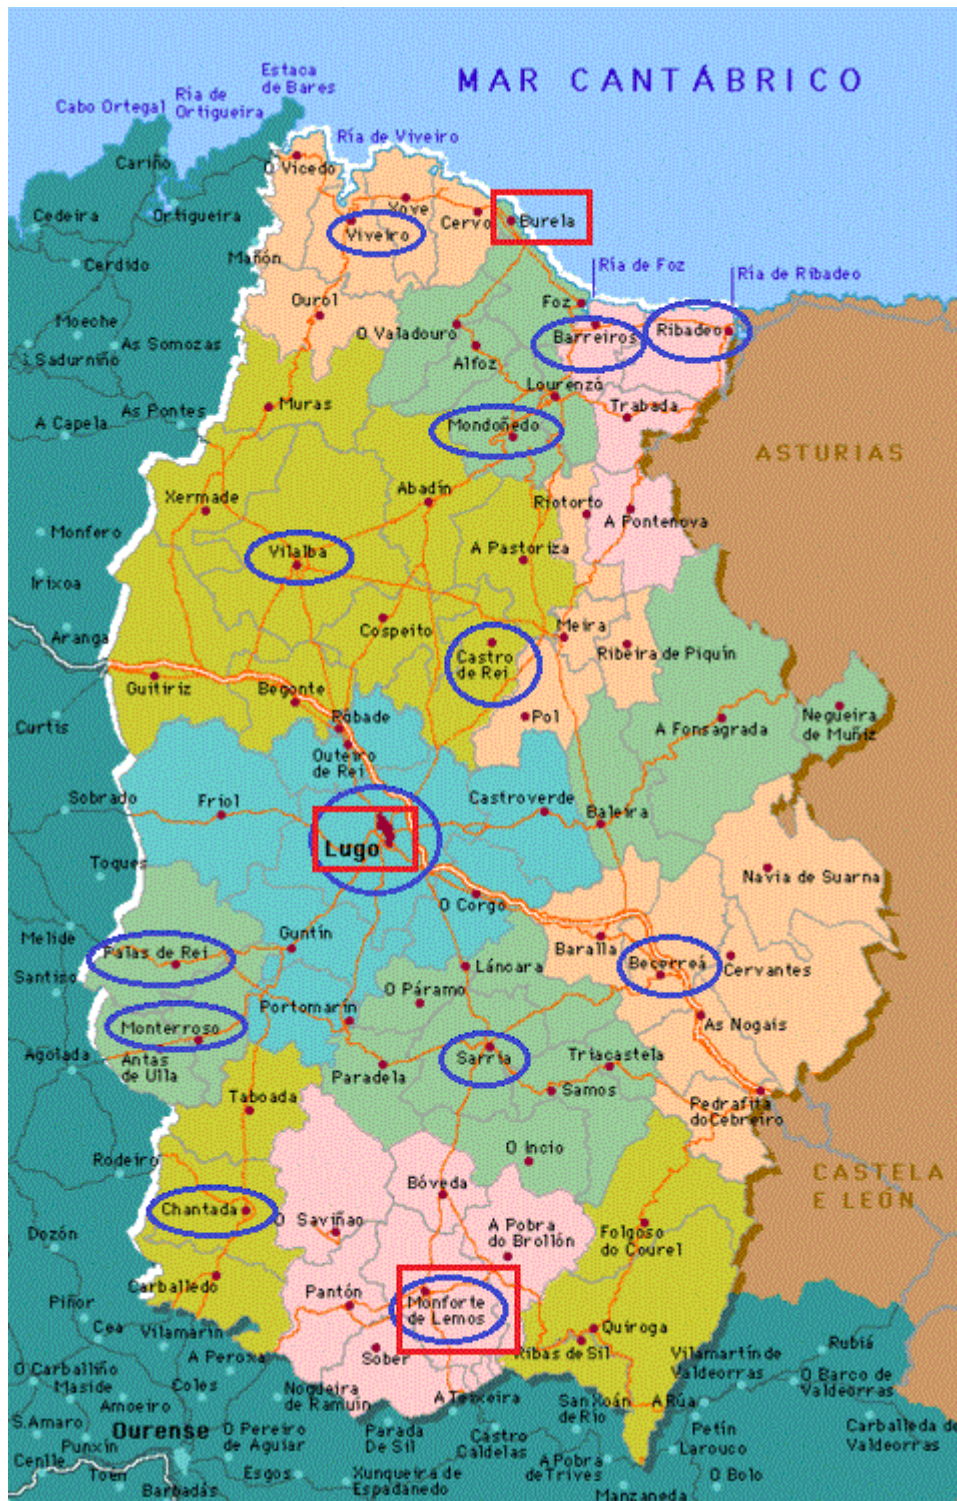 MAR CANTÁBRICO
Estaca
de Bares
Ría de
Ortigueira
Cabo Ortegal
Ría de Viveiro
Cariño
O Vicedo
Cedeira
Ortigueira
Xove
Cervo
Burela
Viveiro
Cerdido
Mañón
Ría de Foz
Ría de Ribadeo
Ourol
Foz
Moeche
As Somozas
O Valadouro
Barreiros
Ribadeo
Sadurniño
Alfoz
Lourenzá
Muras
Trabada
As Pontes
A Capela
Mondoñedo
ASTURIAS
Xermade
Abadín
Riotorto
A Pontenova
Monfero
Vilalba
A Pastoriza
Irixoa
Aranga
Cospeito
Meira
Castro
de Rei
Ribeira de Piquín
Guitiriz
Begonte
Curtis
Rábade
Pol
A Fonsagrada
Negueira
de Muñiz
Outeiro
de Rei
Sobrado
Friol
Castroverde
Baleira
Lugo
Toques
Navia de Suarna
O Corgo
Melide
Palas de Rei
Guntín
Baralla
Becerreá
Cervantes
Láncara
Santiso
O Páramo
Portomarín
Monterroso
As Nogais
Agolada
Antas
de Ulla
Sarria
Triacastela
Paradela
Samos
Taboada
Pedrafita
do Cebreiro
Rodeiro
O Incio
CASTELA
E LEÓN
Bóveda
Chantada
O Saviñao
A Pobra
do Brollón
Folgoso
do Courel
Dozón
Carballedo
Pantón
Monforte
de Lemos
Piñor
Cea
Vilamarín
Quiroga
Rubiá
A Peroxa
Sober
Ribas de Sil
Vilamartín de
Valdeorras
O Carballiño
Maside
Coles
Nogueira
de Ramuín
A Teixeira
O Barco de
Valdeorras
Amoeiro
San Xoán
de Río
A Rúa
S.Amaro
Ourense
O Pereiro
de Aguiar
Parada
De Sil
Castro
Caldelas
Petín
Larouco
Carballeda de
Valdeorras
Punxín
Cenlle
Toén
Esgos
Xunqueira de
Espadanedo
A Pobra
de Trives
O Bolo
Barbadás
Manzaneda